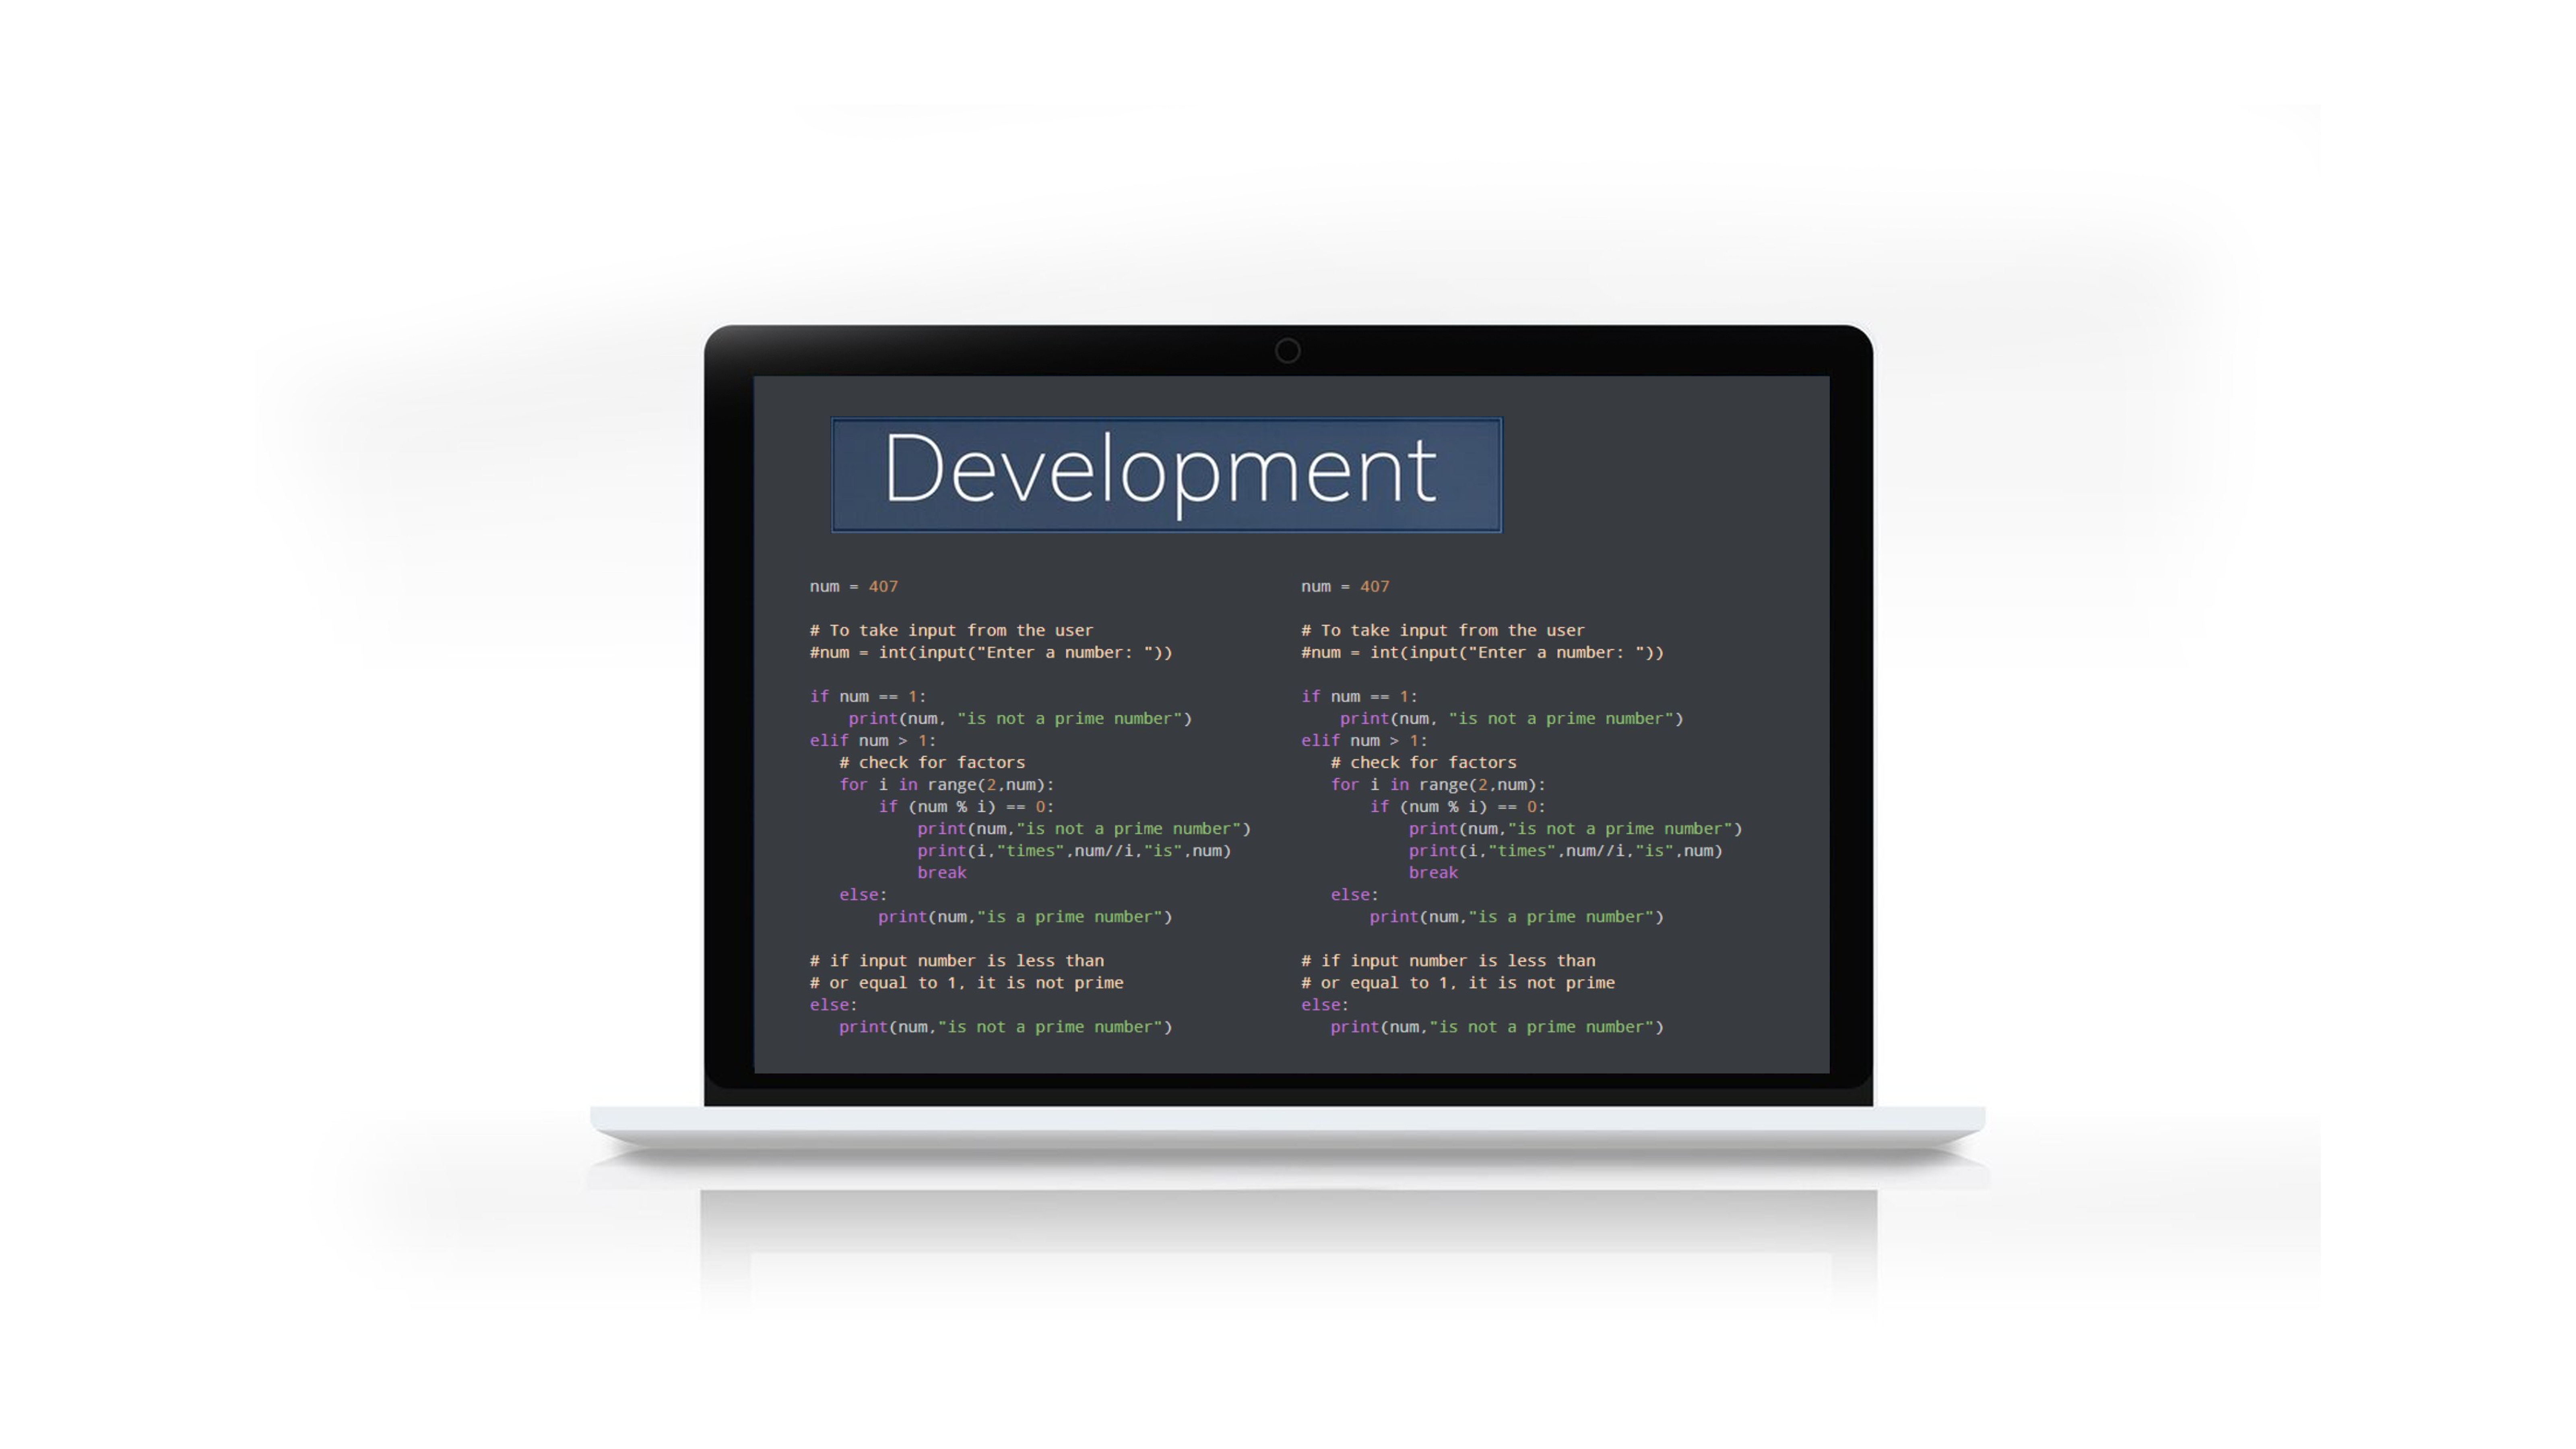 Development
num = 407
# To take input from the user
#num = int(input("Enter a number: "))
if num == 1:
print(num, "is not a prime number")
elif num > 1:
# check for factors
for i in range(2,num):
if (num % i) == 0:
print(num,"is not a prime number")
print(i,"times",num//i,"is",num)
break
else:
print(num,"is a prime number")
# if input number is less than
# or equal to 1, it is not prime
else:
print(num,"is not a prime number")
num = 407
# To take input from the user
#num = int(input("Enter a number: "))
if num == 1:
print(num, "is not a prime number")
elif num > 1:
# check for factors
for i in range(2,num):
if (num % i) == 0:
print(num,"is not a prime number")
print(i,"times",num//i,"is",num)
break
else:
print(num,"is a prime number")
# if input number is less than
# or equal to 1, it is not prime
else:
print(num,"is not a prime number")